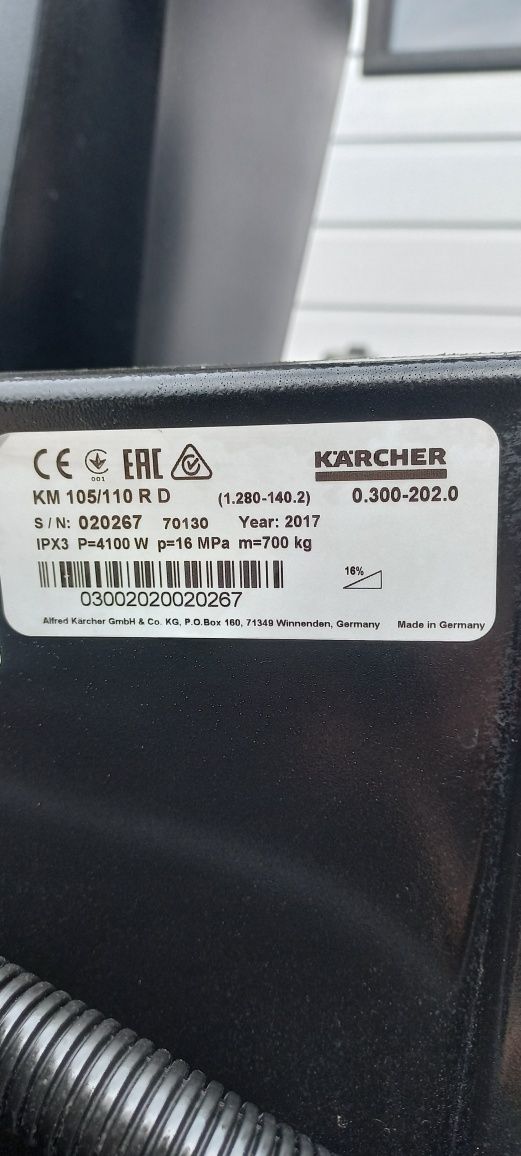 CE 001 EAC KÄRCHER
KM 105/110 R D (1.280-140.2) 0.300-202.0
S/N: 020267 70130 Year: 2017
IPX3 P=4100 W p=16 MPa m=700 kg
16%
03002020020267
Alfred Kärcher GmbH & Co. KG, P.O.Box 160, 71349 Winnenden, Germany Made in Germany